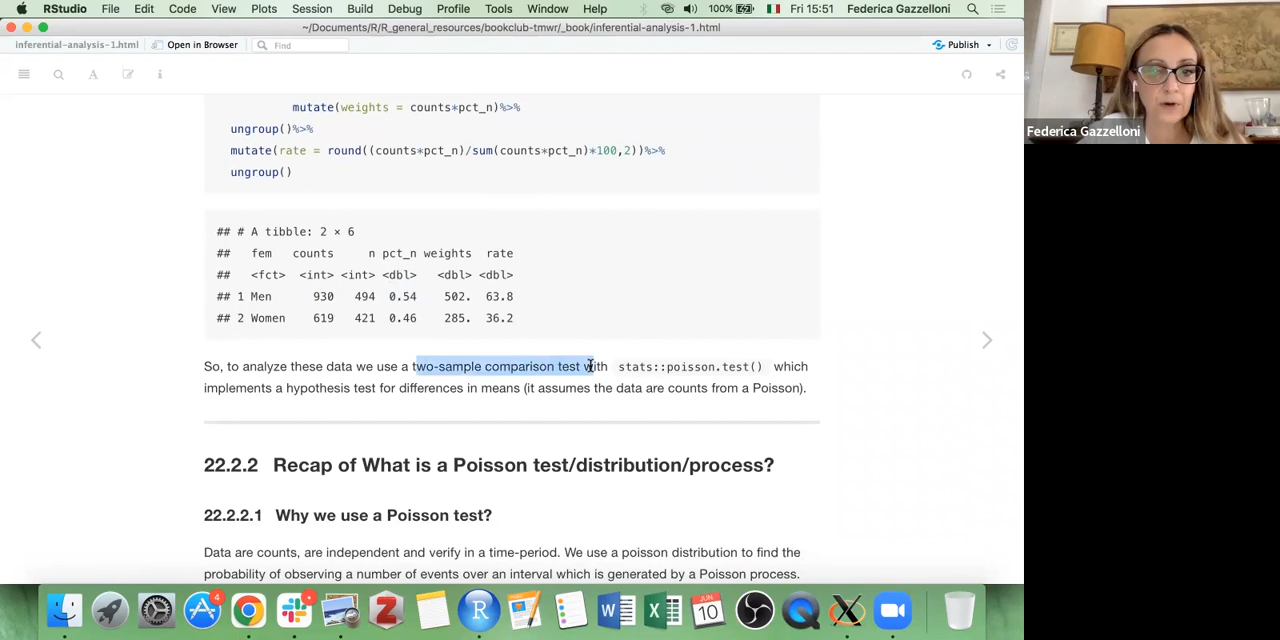 RStudio File Edit Code View Plots Session Build Debug Profile Tools Window Help 100% Fri 15:51 Federica Gazzelloni
~/Documents/R/R_general_resources/bookclub-tmwr/_book/inferential-analysis-1.html
inferential-analysis-1.html Open in Browser Find Publish
mutate(weights = counts*pct_n)%>%
ungroup()%>%
mutate(rate = round((counts*pct_n)/sum(counts*pct_n)*100,2))%>%
ungroup()
## # A tibble: 2 × 6
## fem counts n pct_n weights rate
## <fct> <int> <int> <dbl> <dbl> <dbl>
## 1 Men 930 494 0.54 502. 63.8
## 2 Women 619 421 0.46 285. 36.2
So, to analyze these data we use a two-sample comparison test with stats::poisson.test() which
implements a hypothesis test for differences in means (it assumes the data are counts from a Poisson).
22.2.2 Recap of What is a Poisson test/distribution/process?
22.2.2.1 Why we use a Poisson test?
Data are counts, are independent and verify in a time-period. We use a poisson distribution to find the
probability of observing a number of events over an interval which is generated by a Poisson process.
Federica Gazzelloni
4
JUN
10